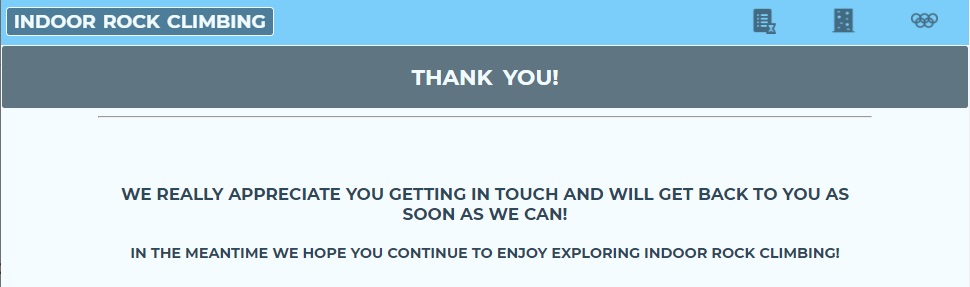 INDOOR ROCK CLIMBING
THANK YOU!
WE REALLY APPRECIATE YOU GETTING IN TOUCH AND WILL GET BACK TO YOU AS
SOON AS WE CAN!
IN THE MEANTIME WE HOPE YOU CONTINUE TO ENJOY EXPLORING INDOOR ROCK CLIMBING!